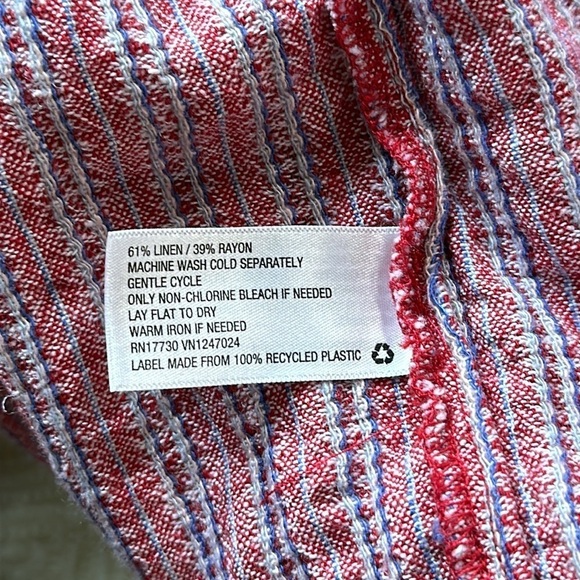 61% LINEN / 39% RAYON
MACHINE WASH COLD SEPARATELY
GENTLE CYCLE
ONLY NON-CHLORINE BLEACH IF NEEDED
LAY FLAT TO DRY
WARM IRON IF NEEDED
RN17730 VN1247024
LABEL MADE FROM 100% RECYCLED PLASTIC